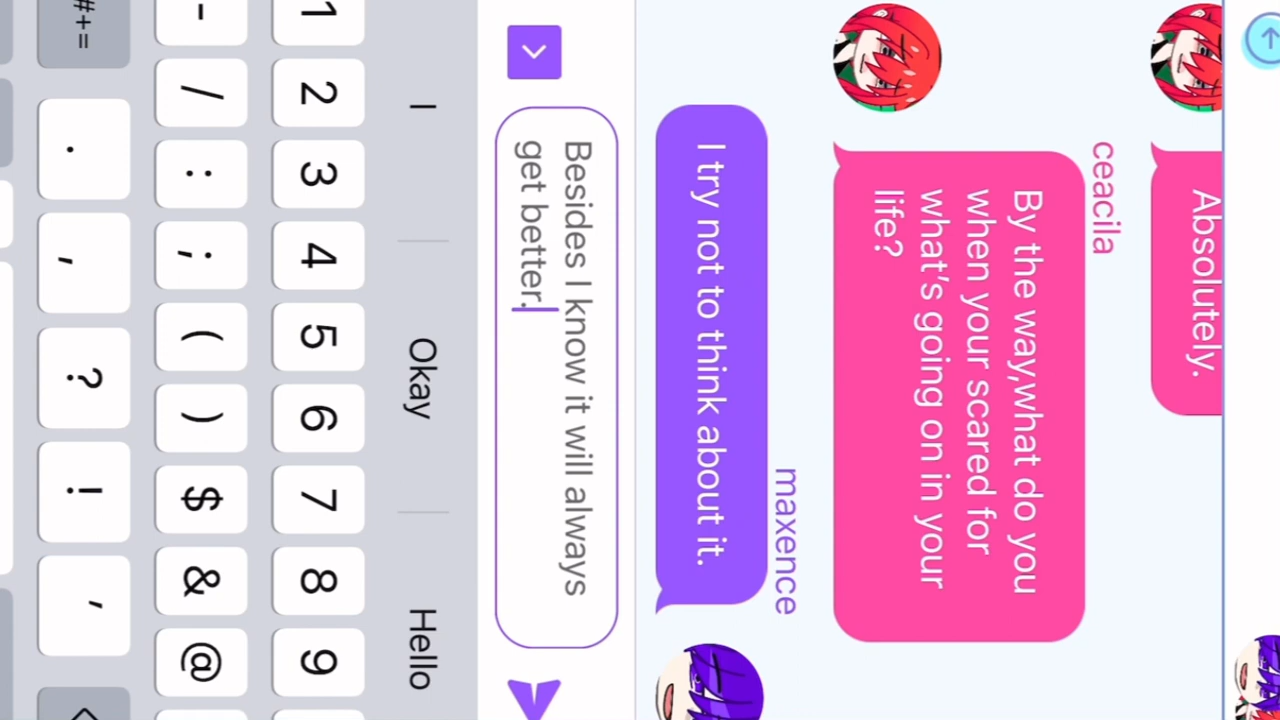 Absolutely.
ceacila
By the way,what do you
when your scared for
what's going on in your
life?
maxence
I try not to think about it.
Besides I know it will always
get better.
I
Okay
Hello
1 2 3 4 5 6 7 8 9
- / : ; ( ) $ & @
#+= . , ? ! '